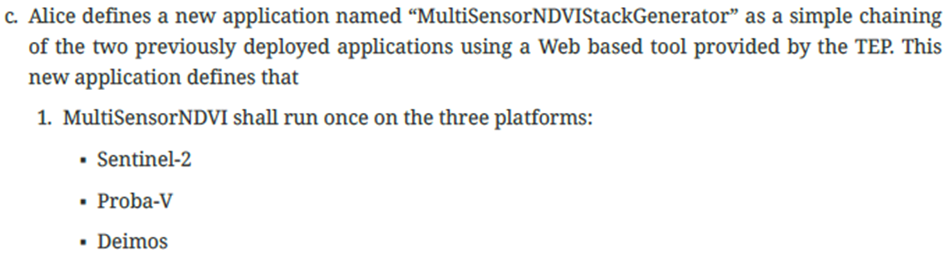 c. Alice defines a new application named “MultiSensorNDVIStackGenerator” as a simple chaining
of the two previously deployed applications using a Web based tool provided by the TEP. This
new application defines that
1. MultiSensorNDVI shall run once on the three platforms:
▪ Sentinel-2
▪ Proba-V
▪ Deimos